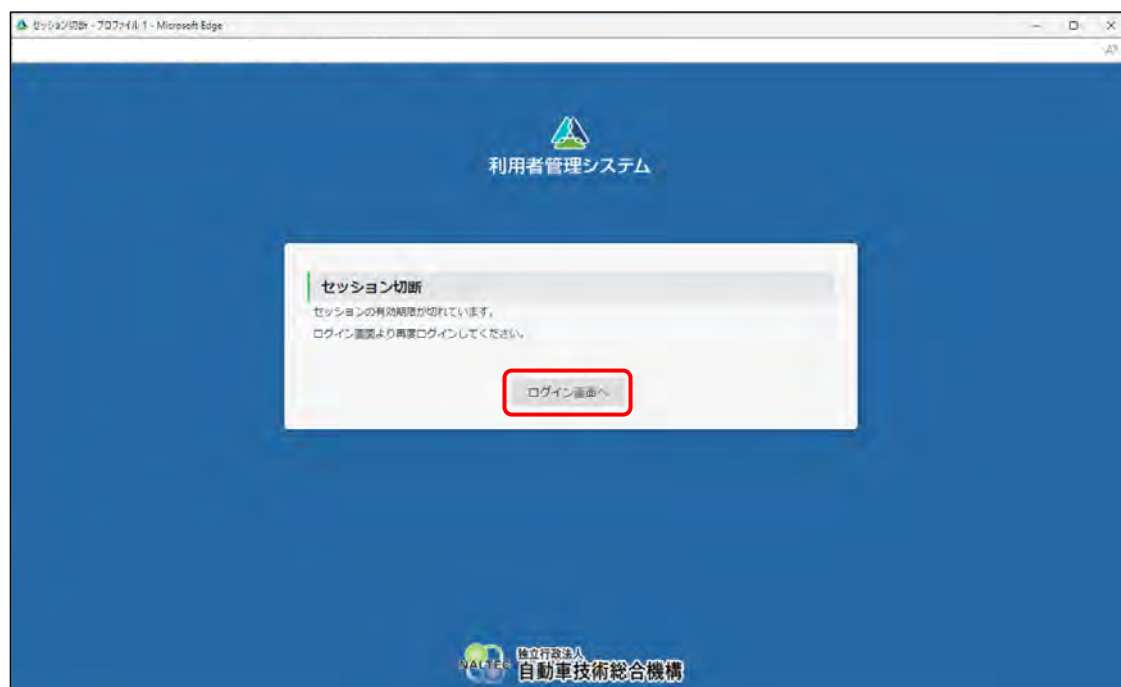 セッション切断 - プロファイル 1 - Microsoft Edge
利用者管理システム
セッション切断
セッションの有効期限が切れています。
ログイン画面より再度ログインしてください。
ログイン画面へ
NALTEC
独立行政法人
自動車技術総合機構